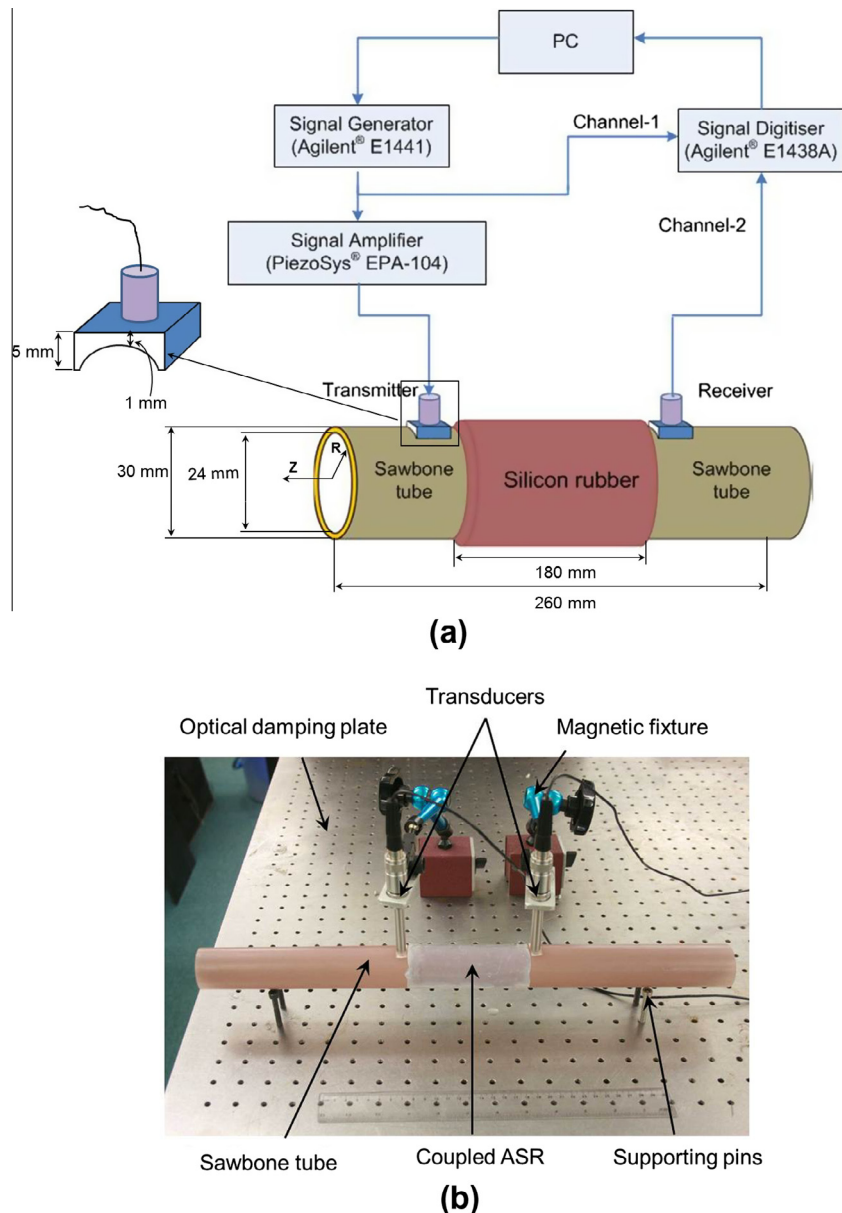 PC
Signal Generator
(Agilent® E1441)
Channel-1
Signal Digitiser
(Agilent® E1438A)
Signal Amplifier
(PiezoSys® EPA-104)
Channel-2
5 mm
1 mm
Transmitter
Receiver
30 mm
24 mm
R
Z
Sawbone
tube
Silicon rubber
Sawbone
tube
180 mm
260 mm
(a)
Transducers
Optical damping plate
Magnetic fixture
Sawbone tube
Coupled ASR
Supporting pins
(b)